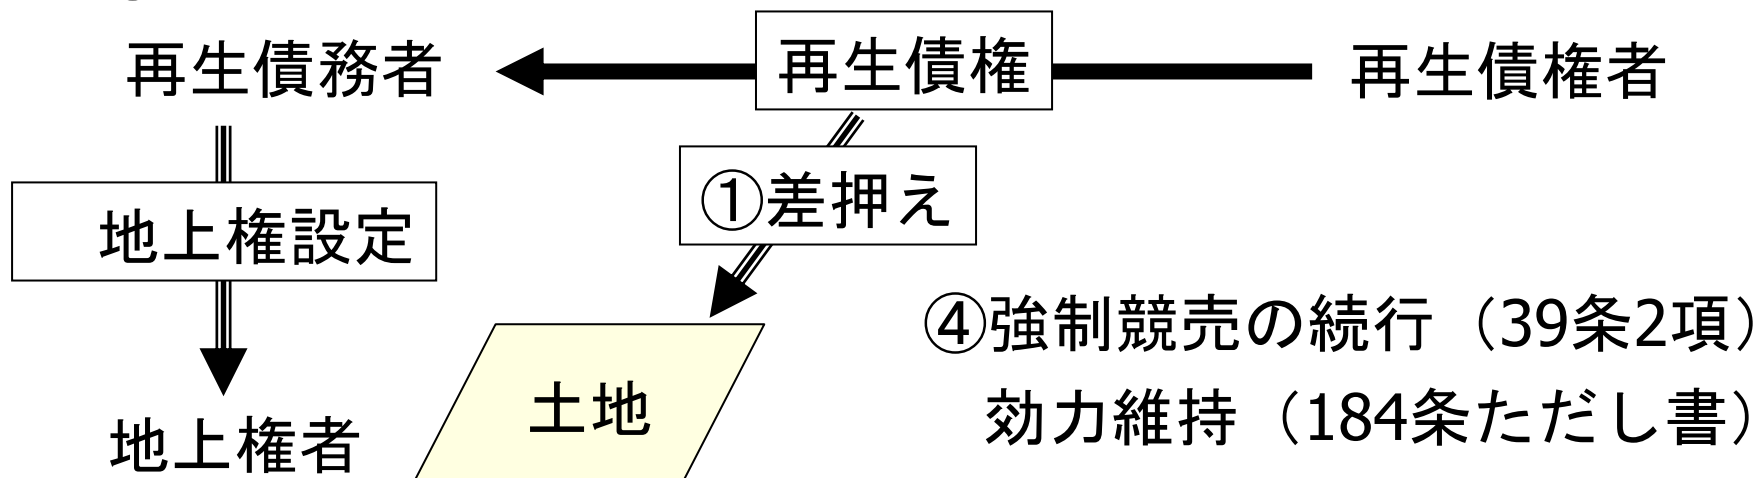 再生債務者
再生債権
再生債権者
①差押え
地上権設定
④強制競売の続行（39条2項）
効力維持（184条ただし書）
土地
地上権者